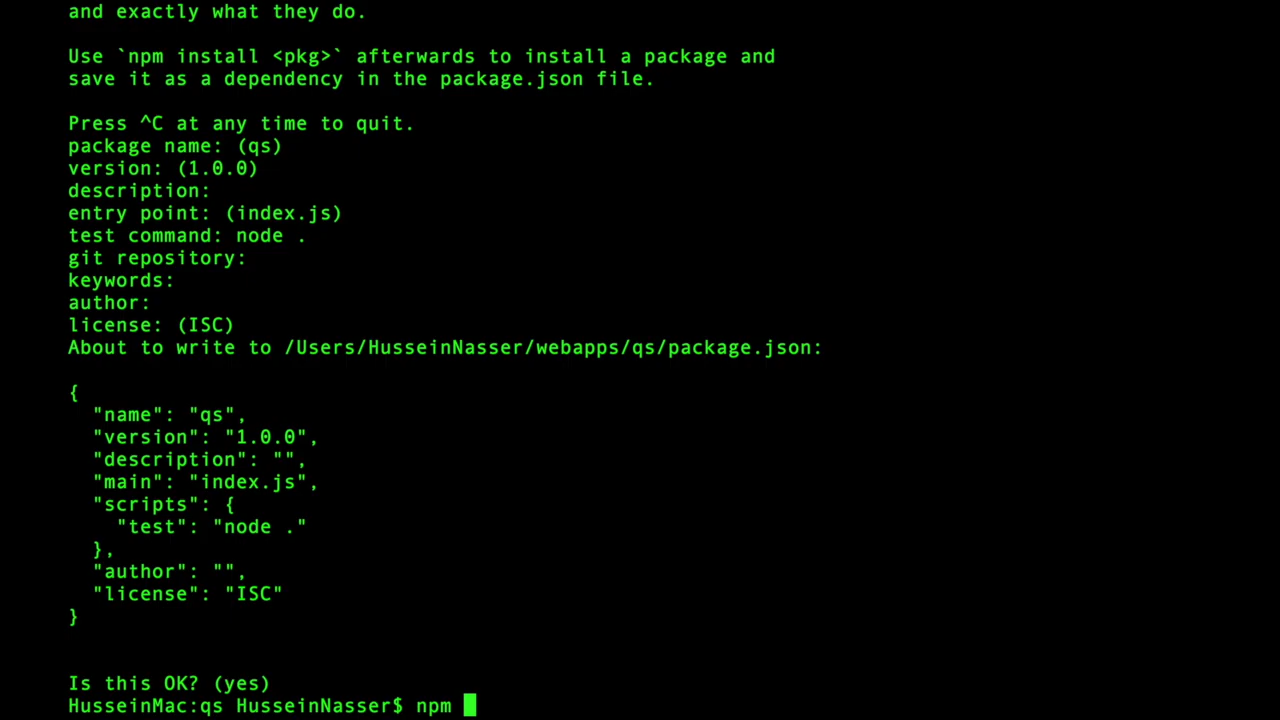 and exactly what they do.
Use `npm install <pkg>` afterwards to install a package and
save it as a dependency in the package.json file.
Press ^C at any time to quit.
package name: (qs)
version: (1.0.0)
description:
entry point: (index.js)
test command: node .
git repository:
keywords:
author:
license: (ISC)
About to write to /Users/HusseinNasser/webapps/qs/package.json:
{
  "name": "qs",
  "version": "1.0.0",
  "description": "",
  "main": "index.js",
  "scripts": {
    "test": "node ."
  },
  "author": "",
  "license": "ISC"
}
Is this OK? (yes)
HusseinMac:qs HusseinNasser$ npm